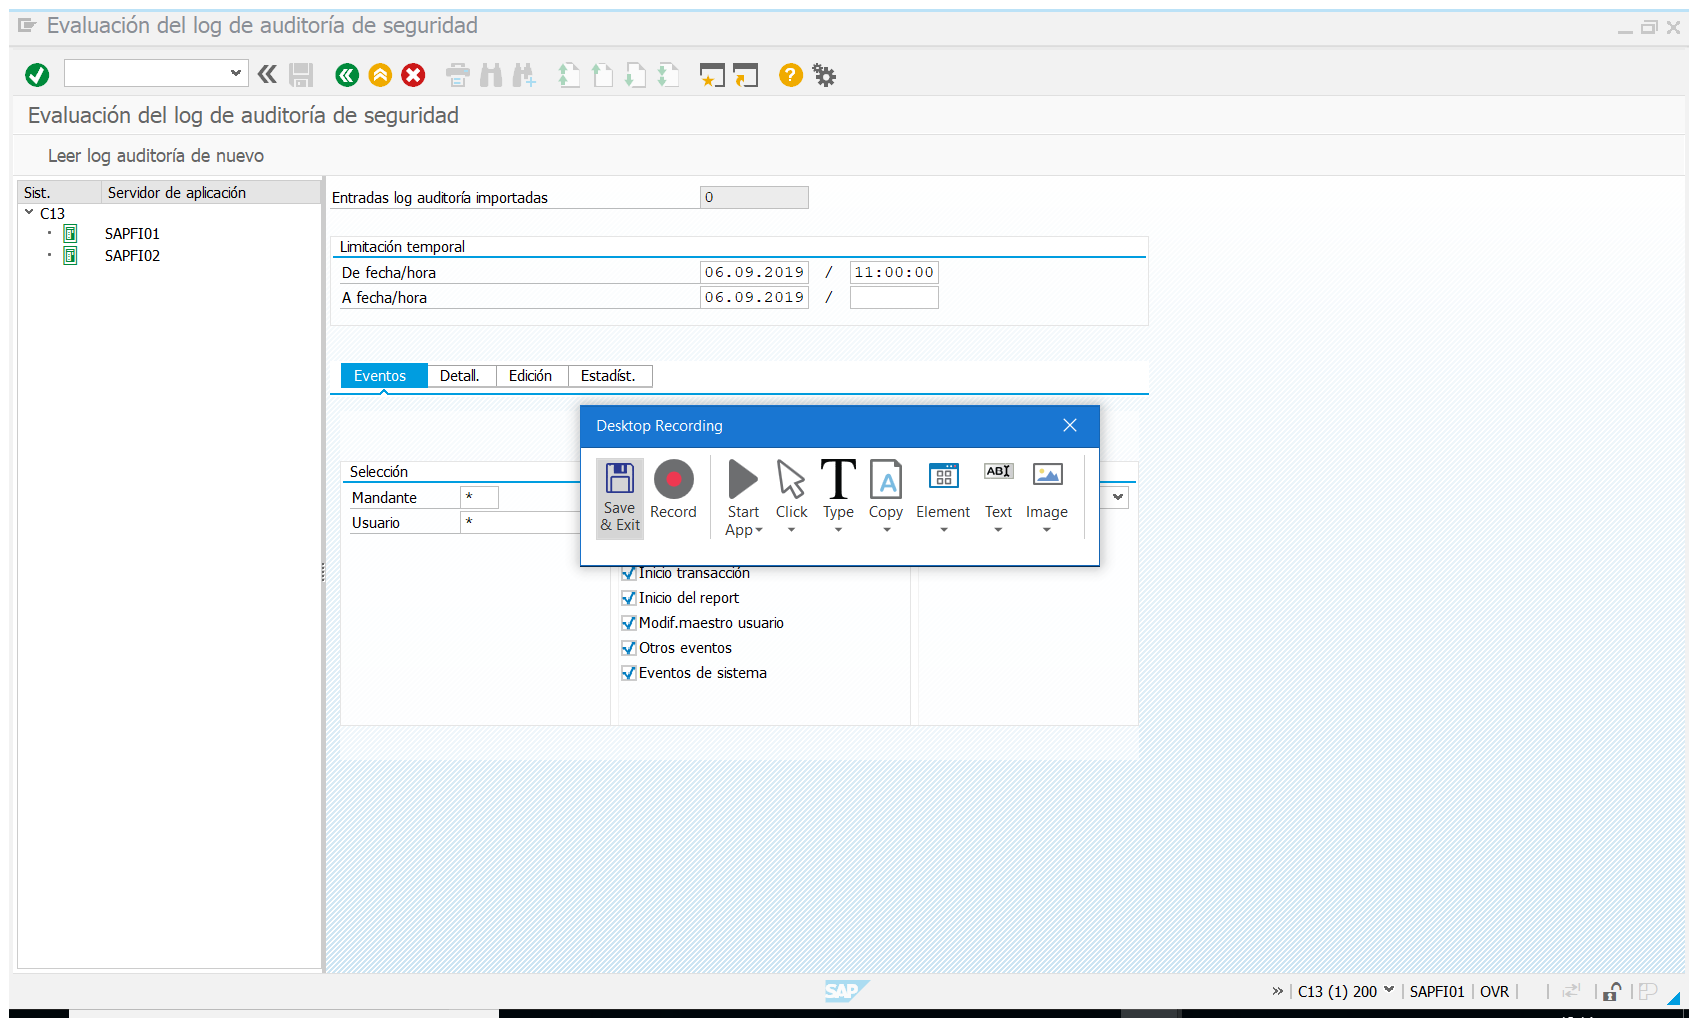 Evaluación del log de auditoría de seguridad
Evaluación del log de auditoría de seguridad
Leer log auditoría de nuevo
Sist. Servidor de aplicación
C13
SAPFI01
SAPFI02
Entradas log auditoría importadas 0
Limitación temporal
De fecha/hora 06.09.2019 / 11:00:00
A fecha/hora 06.09.2019 /
Eventos Detall. Edición Estadíst.
Desktop Recording
Save & Exit
Record
Start App
Click
Type
Copy
Element
ABI
Text
Image
Selección
Mandante *
Usuario *
Inicio transacción
Inicio del report
Modif.maestro usuario
Otros eventos
Eventos de sistema
SAP
C13 (1) 200 SAPFI01 OVR